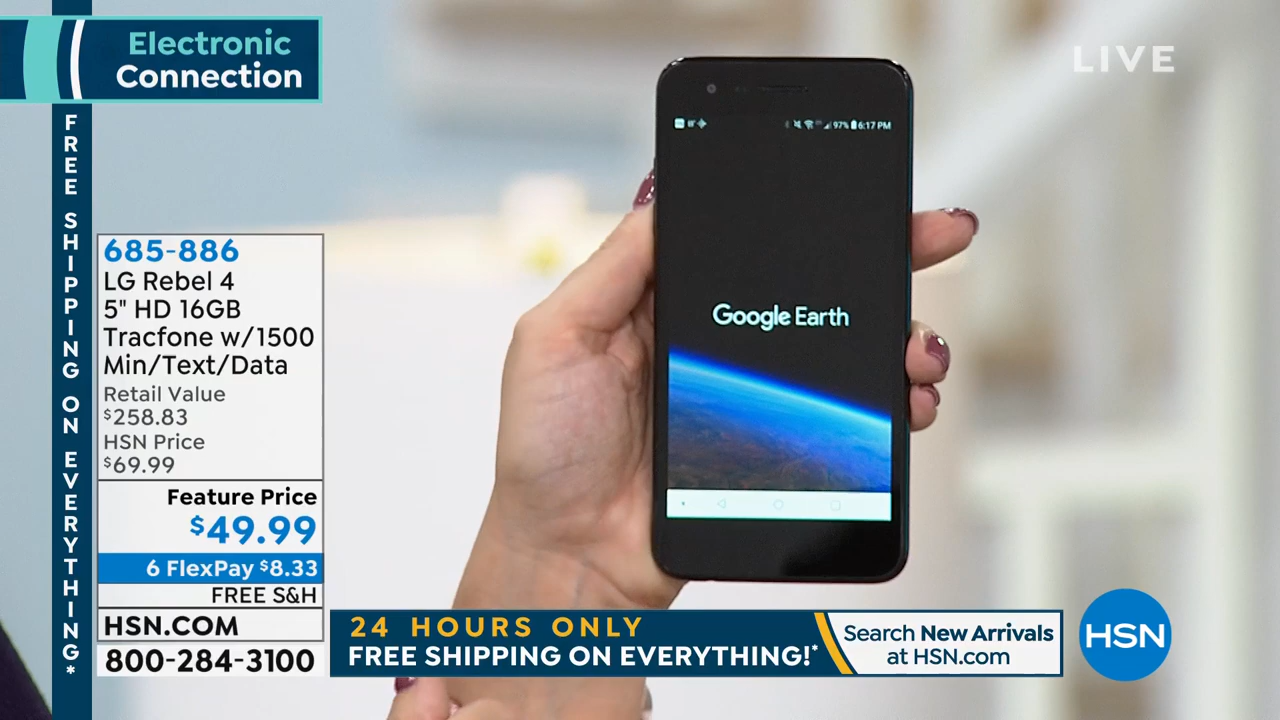 Electronic
Connection
LIVE
FREE SHIPPING ON EVERYTHING!*
97% 6:17 PM
Google Earth
685-886
LG Rebel 4
5" HD 16GB
Tracfone w/1500
Min/Text/Data
Retail Value
$258.83
HSN Price
$69.99
Feature Price
$49.99
6 FlexPay $8.33
FREE S&H
HSN.COM
800-284-3100
24 HOURS ONLY
FREE SHIPPING ON EVERYTHING!*
Search New Arrivals
at HSN.com
HSN